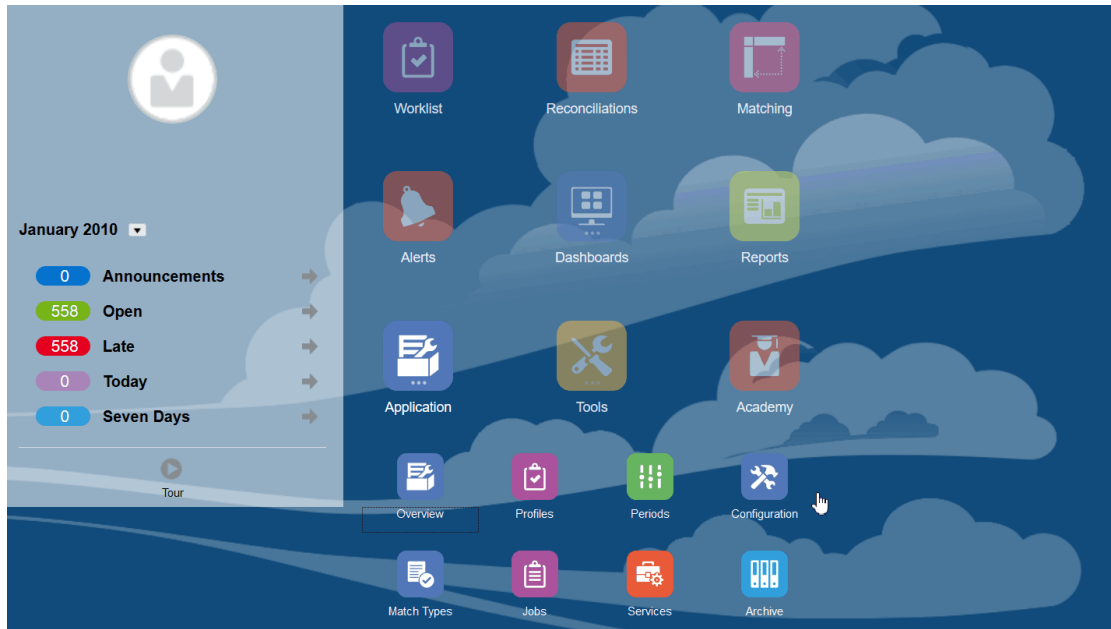 Worklist
Reconciliations
Matching
Alerts
Dashboards
Reports
January 2010
0 Announcements
558 Open
558 Late
0 Today
0 Seven Days
Tour
Application
Tools
Academy
Overview
Profiles
Periods
Configuration
Match Types
Jobs
Services
Archive